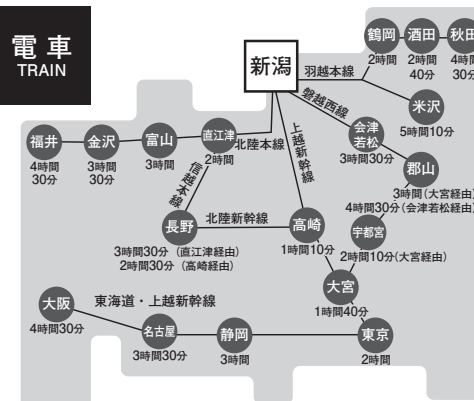 電車
TRAIN
新潟
羽越本線
鶴岡
2時間
酒田
2時間
40分
秋田
4時間
30分
米沢
5時間10分
磐越西線
会津
若松
3時間30分
郡山
3時間(大宮経由)
4時間30分(会津若松経由)
宇都宮
2時間10分(大宮経由)
上越新幹線
北陸本線
福井
4時間
30分
金沢
3時間
30分
富山
3時間
直江津
2時間
信越本線
長野
3時間30分(直江津経由)
2時間30分(高崎経由)
北陸新幹線
高崎
1時間10分
大宮
1時間40分
東海道・上越新幹線
大阪
4時間30分
名古屋
3時間30分
静岡
3時間
東京
2時間